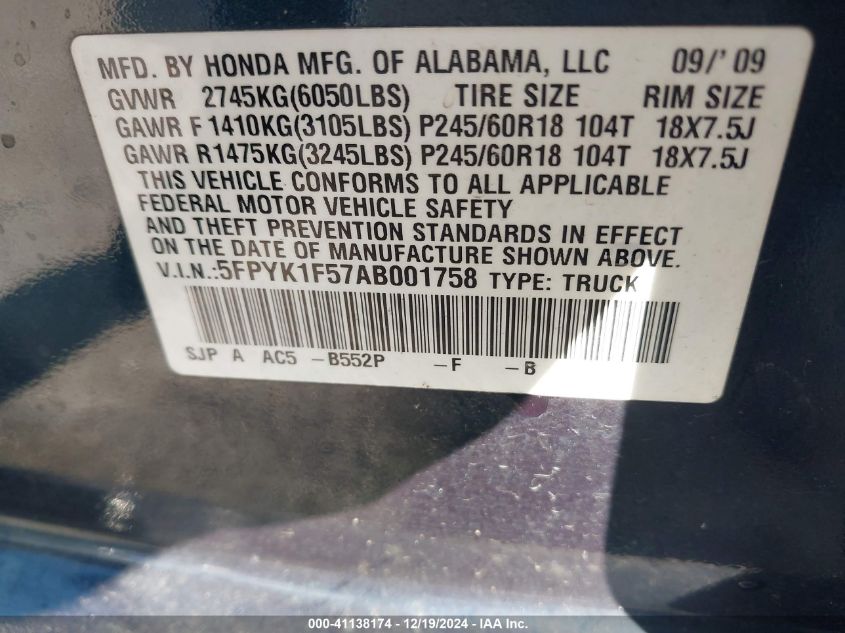 MFD. BY HONDA MFG. OF ALABAMA, LLC 09/'09
GVWR 2745KG(6050LBS) TIRE SIZE RIM SIZE
GAWR F1410KG(3105LBS) P245/60R18 104T 18X7.5J
GAWR R1475KG(3245LBS) P245/60R18 104T 18X7.5J
THIS VEHICLE CONFORMS TO ALL APPLICABLE
FEDERAL MOTOR VEHICLE SAFETY
AND THEFT PREVENTION STANDARDS IN EFFECT
ON THE DATE OF MANUFACTURE SHOWN ABOVE.
V.I.N.:5FPYK1F57AB001758 TYPE: TRUCK
SJP A AC5 -B552P -F -B
000-41138174 - 12/19/2024 - IAA Inc.